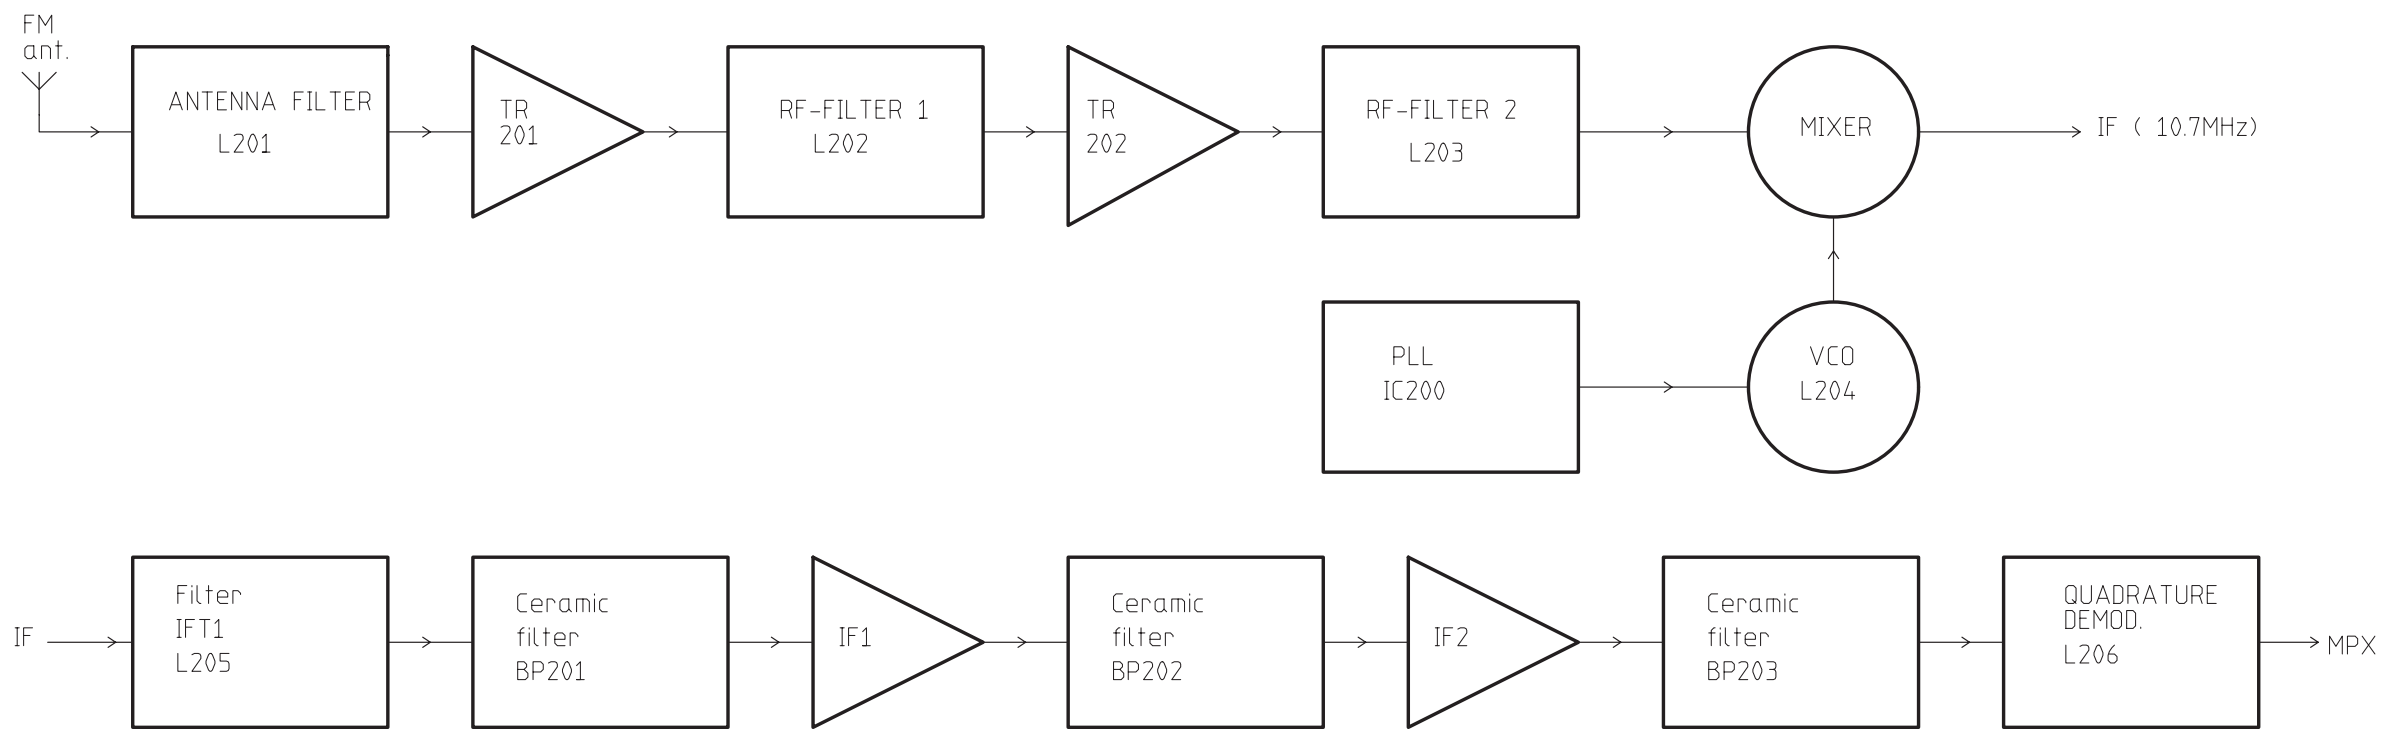 FM
ant.
ANTENNA FILTER
L201
TR
201
RF-FILTER 1
L202
TR
202
RF-FILTER 2
L203
MIXER
IF ( 10.7MHz)
PLL
IC200
VCO
L204
IF
Filter
IFT1
L205
Ceramic
filter
BP201
IF1
Ceramic
filter
BP202
IF2
Ceramic
filter
BP203
QUADRATURE
DEMOD.
L206
MPX